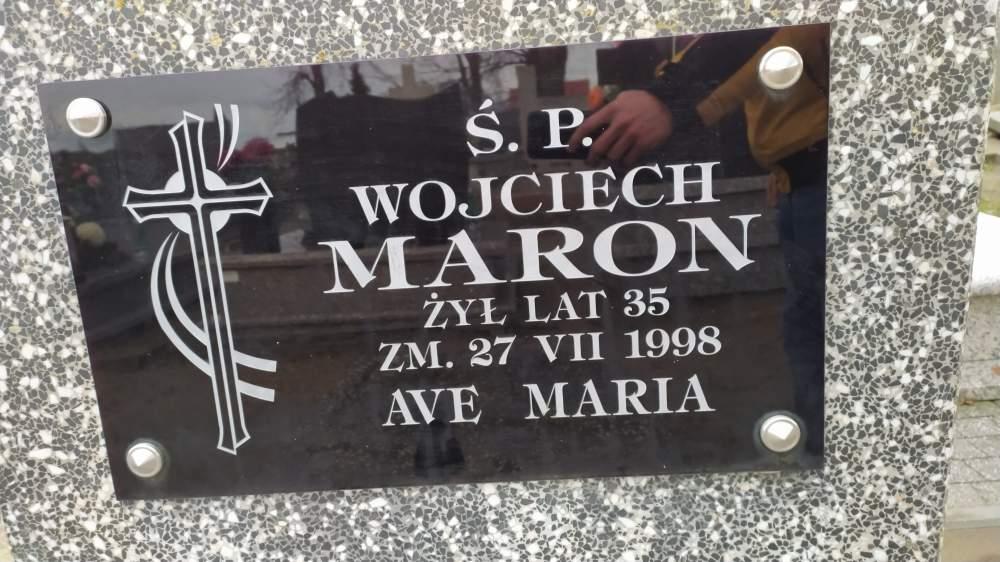 Ś. P.
WOJCIECH
MARON
ŻYŁ LAT 35
ZM. 27 VII 1998
AVE MARIA